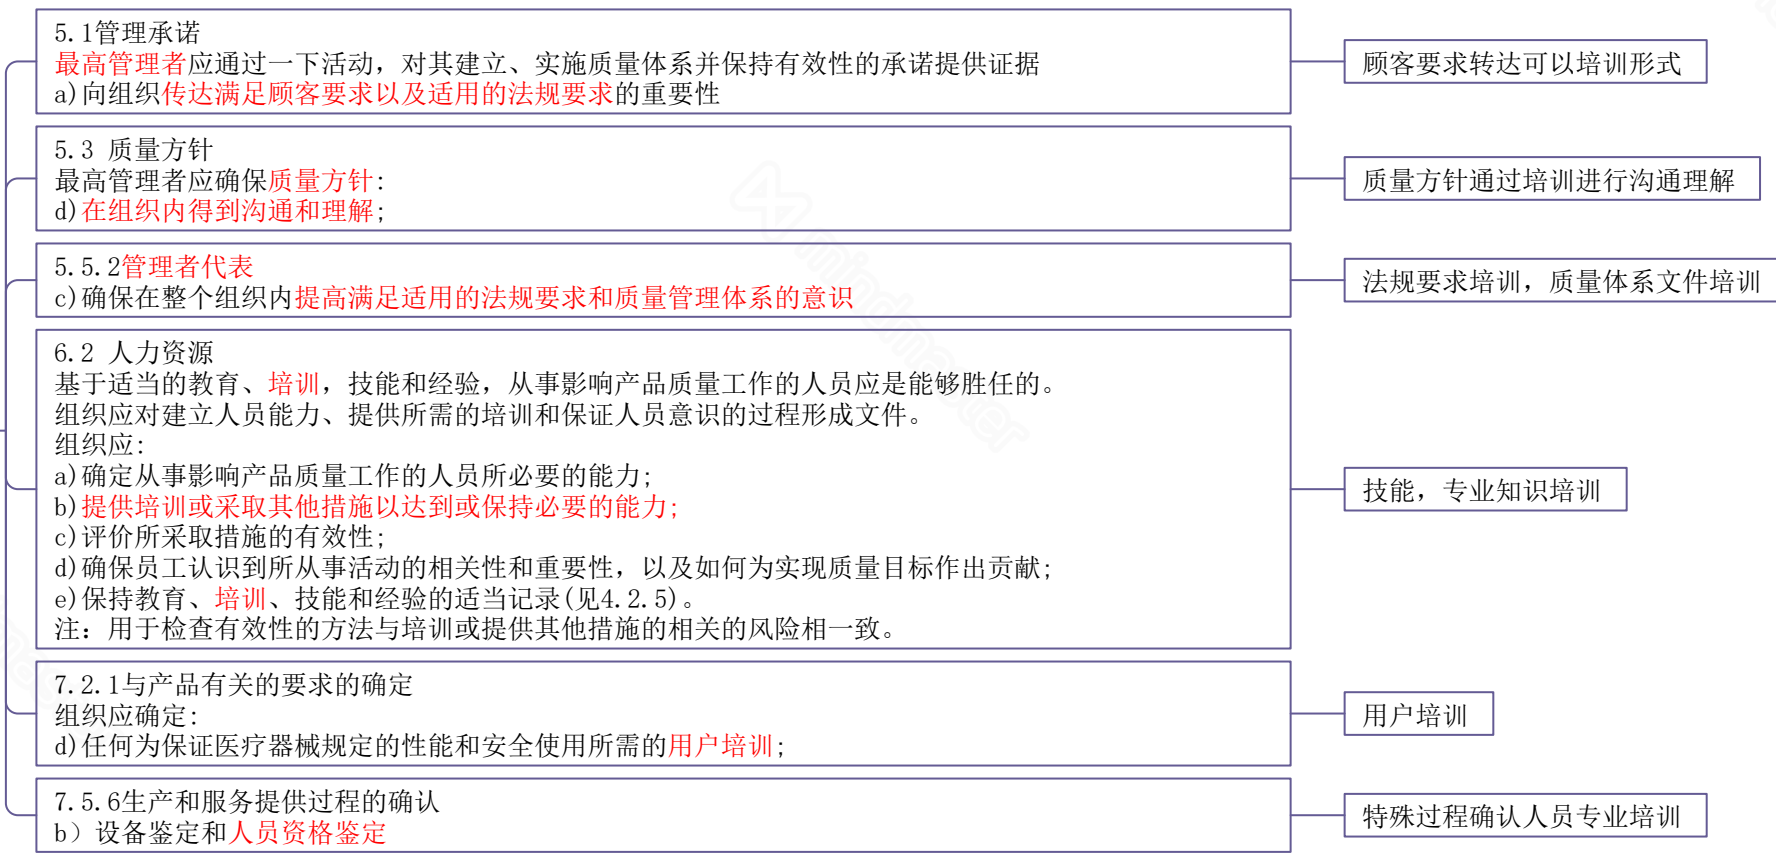 5.1管理承诺
最高管理者应通过一下活动，对其建立、实施质量体系并保持有效性的承诺提供证据
a)向组织传达满足顾客要求以及适用的法规要求的重要性
顾客要求转达可以培训形式
5.3 质量方针
最高管理者应确保质量方针:
d)在组织内得到沟通和理解;
质量方针通过培训进行沟通理解
5.5.2管理者代表
c)确保在整个组织内提高满足适用的法规要求和质量管理体系的意识
法规要求培训，质量体系文件培训
6.2 人力资源
基于适当的教育、培训，技能和经验，从事影响产品质量工作的人员应是能够胜任的。
组织应对建立人员能力、提供所需的培训和保证人员意识的过程形成文件。
组织应:
a)确定从事影响产品质量工作的人员所必要的能力;
b)提供培训或采取其他措施以达到或保持必要的能力;
c)评价所采取措施的有效性;
d)确保员工认识到所从事活动的相关性和重要性，以及如何为实现质量目标作出贡献;
e)保持教育、培训、技能和经验的适当记录(见4.2.5)。
注：用于检查有效性的方法与培训或提供其他措施的相关的风险相一致。
技能，专业知识培训
7.2.1与产品有关的要求的确定
组织应确定:
d)任何为保证医疗器械规定的性能和安全使用所需的用户培训;
用户培训
7.5.6生产和服务提供过程的确认
b）设备鉴定和人员资格鉴定
特殊过程确认人员专业培训
mindmaster